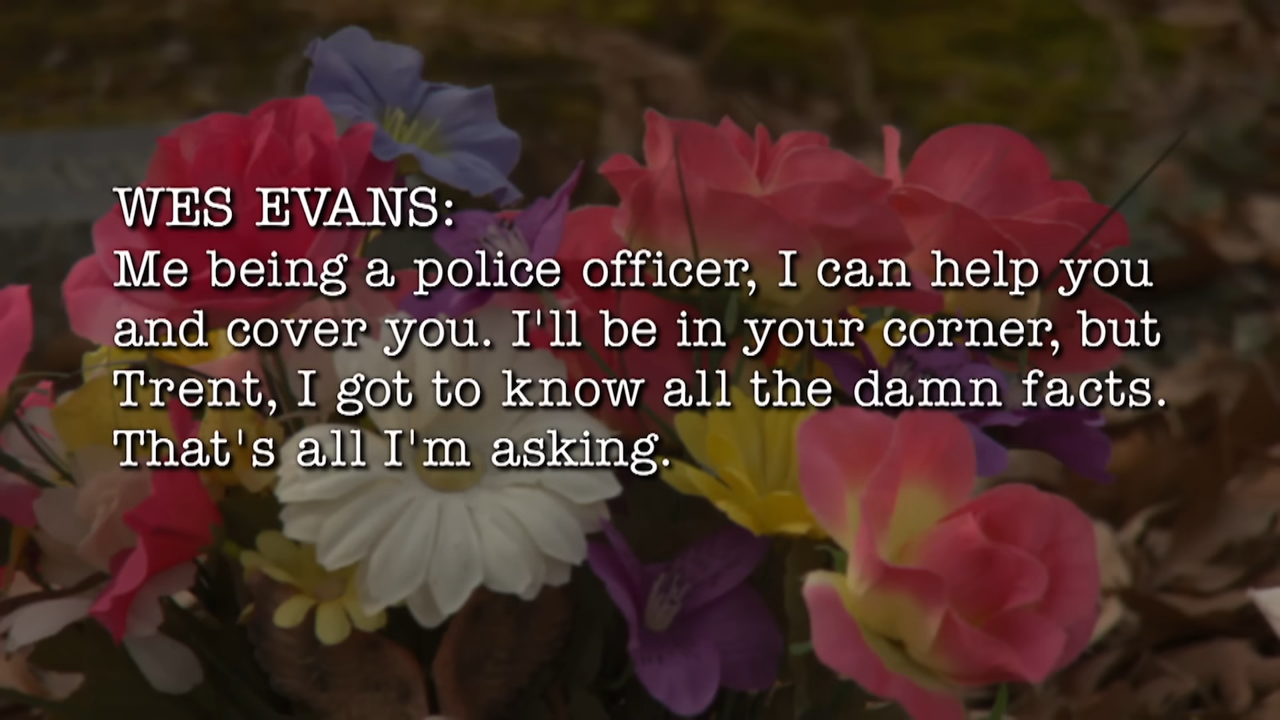 WES EVANS:
Me being a police officer, I can help you
and cover you. I'll be in your corner, but
Trent, I got to know all the damn facts.
That's all I'm asking.